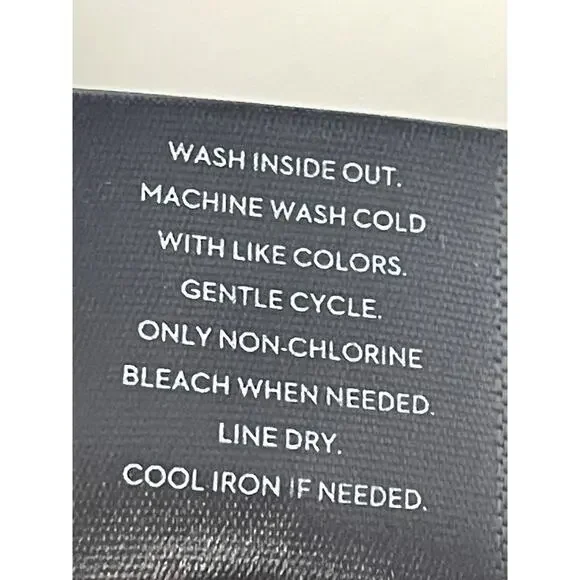 WASH INSIDE OUT.
MACHINE WASH COLD
WITH LIKE COLORS.
GENTLE CYCLE.
ONLY NON-CHLORINE
BLEACH WHEN NEEDED.
LINE DRY.
COOL IRON IF NEEDED.